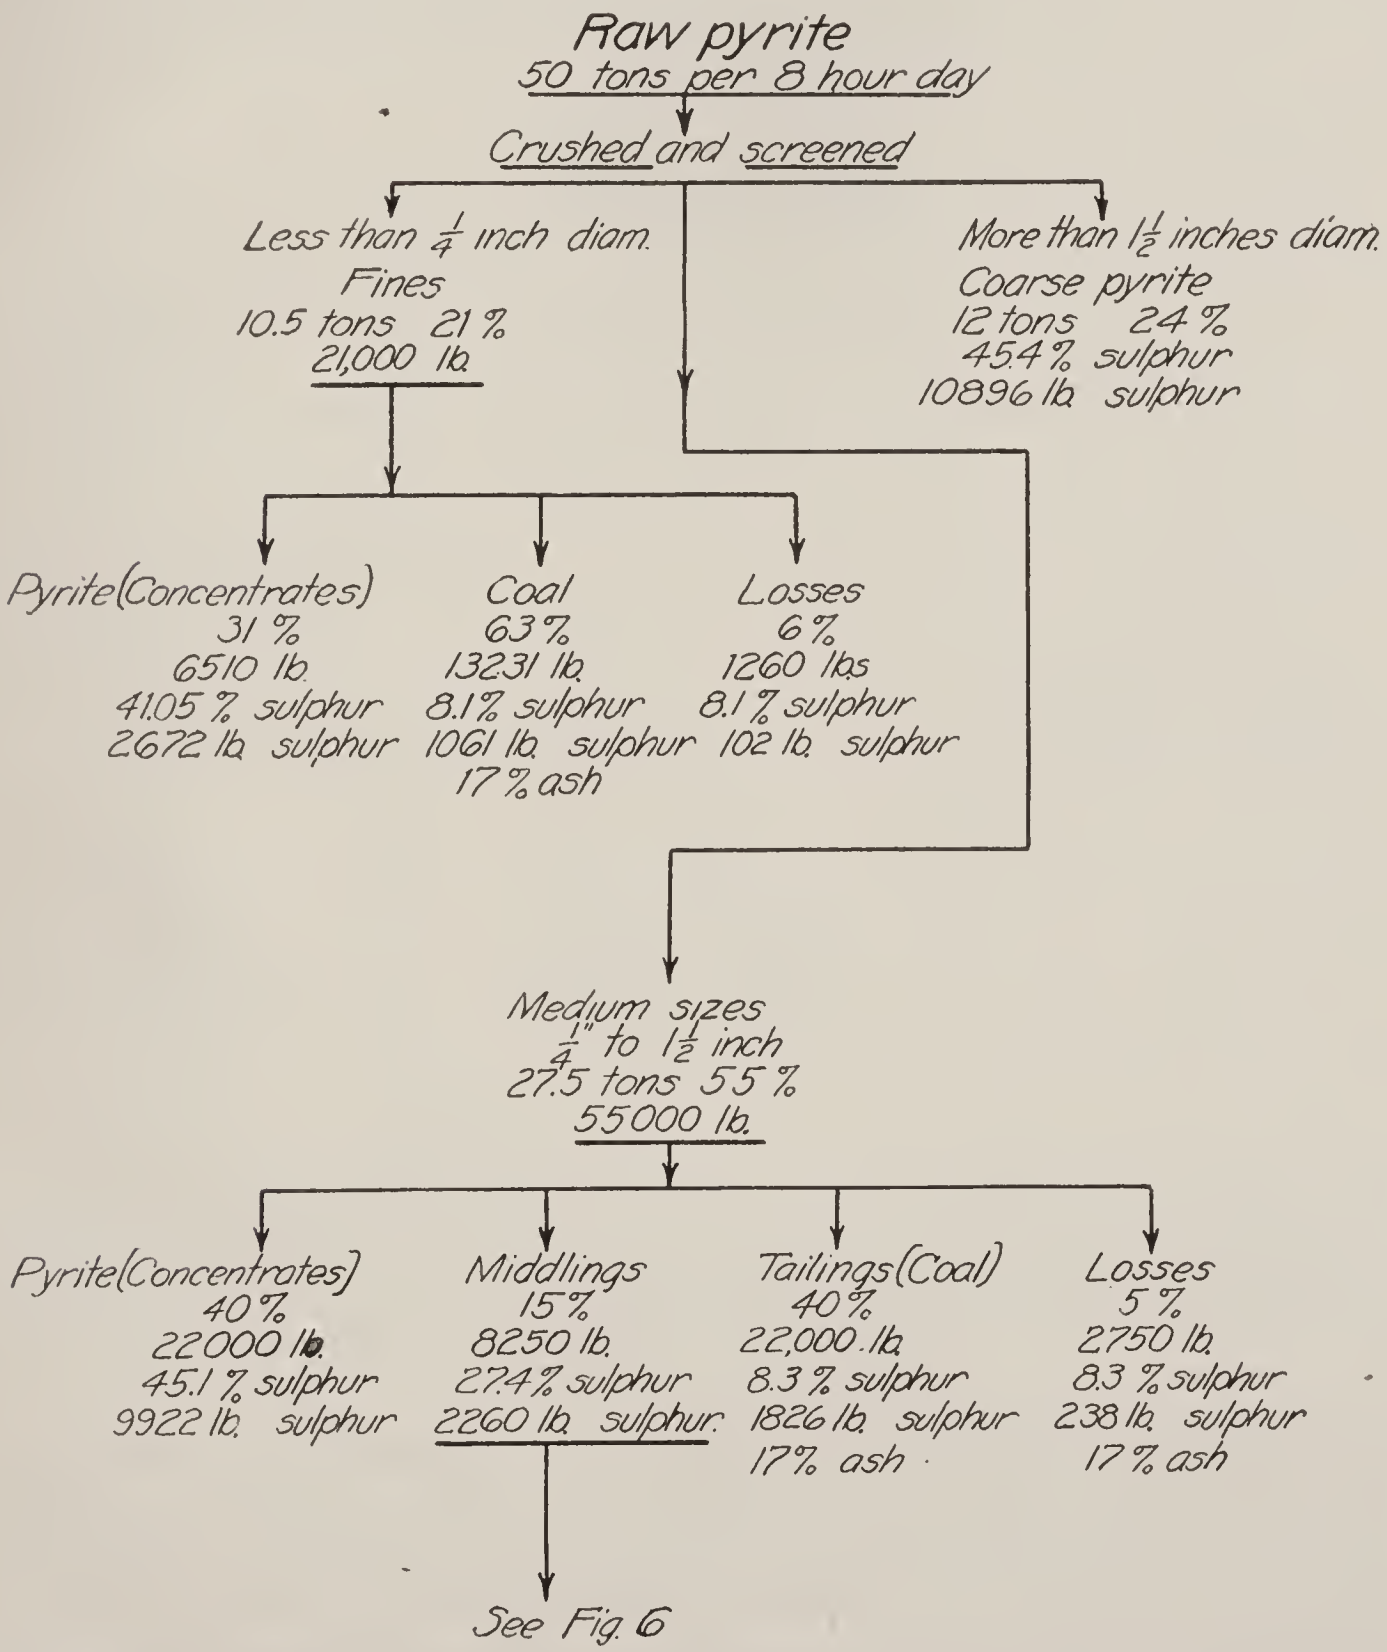 Raw pyrite
50 tons per 8 hour day
Crushed and screened
Less than 1/4 inch diam.
Fines
10.5 tons 21 %
21,000 lb.
More than 1 1/2 inches diam.
Coarse pyrite
12 tons 24 %
45.4 % sulphur
10896 lb. sulphur
Pyrite (Concentrates)
31 %
6510 lb.
41.05 % sulphur
2672 lb. sulphur
Coal
63 %
13231 lb.
8.1 % sulphur
1061 lb. sulphur
17 % ash
Losses
6 %
1260 lbs
8.1 % sulphur
102 lb. sulphur
Medium sizes
1/4" to 1 1/2 inch
27.5 tons 55 %
55000 lb.
Pyrite (Concentrates)
40 %
22000 lb.
45.1 % sulphur
9922 lb. sulphur
Middlings
15 %
8250 lb.
27.4 % sulphur
2260 lb. sulphur.
Tailings (Coal)
40 %
22,000 lb.
8.3 % sulphur
1826 lb. sulphur
17 % ash
Losses
5 %
2750 lb.
8.3 % sulphur
238 lb. sulphur
17 % ash
See Fig. 6